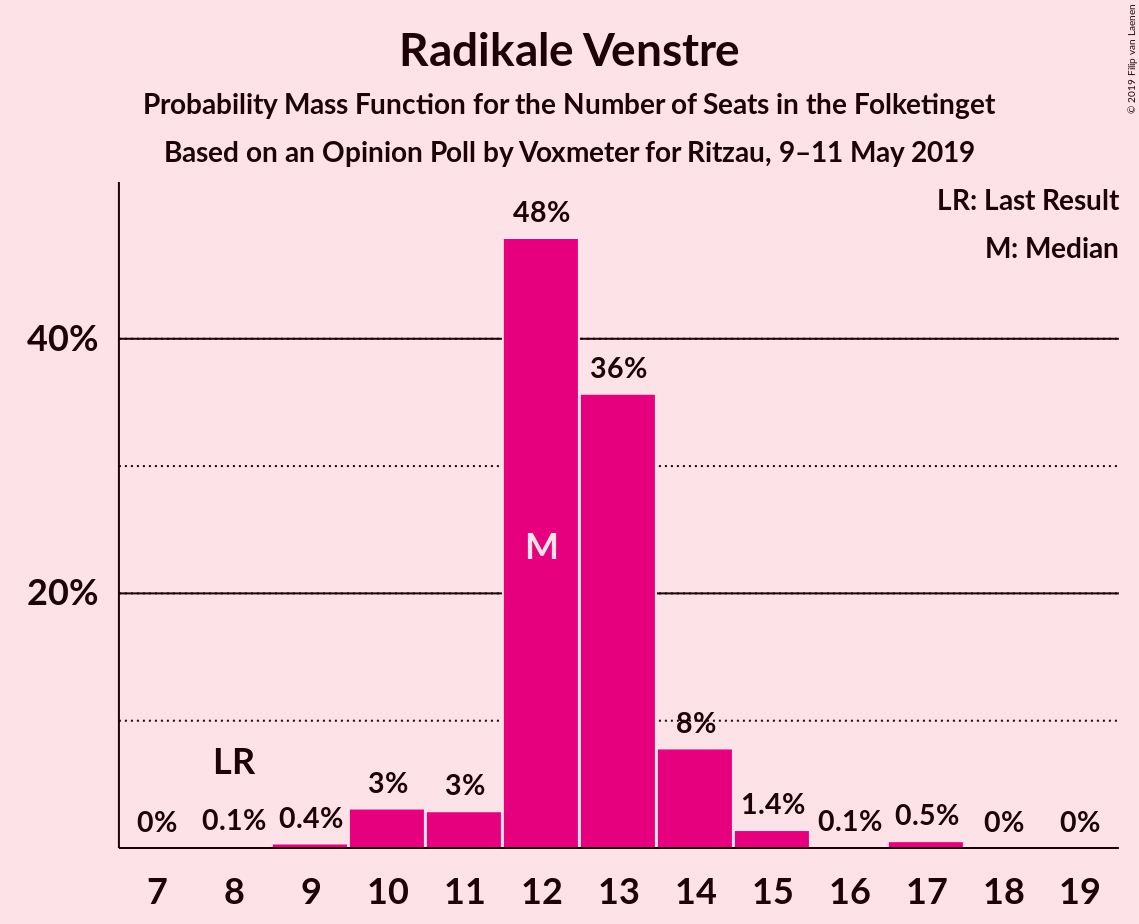 Radikale Venstre
Probability Mass Function for the Number of Seats in the Folketinget
Based on an Opinion Poll by Voxmeter for Ritzau, 9–11 May 2019
© 2019 Filip van Laenen
LR: Last Result
M: Median
48%
40%
36%
M
20%
8%
LR
3%
3%
1.4%
0%
0.1%
0.4%
0.1%
0.5%
0%
0%
7 8 9 10 11 12 13 14 15 16 17 18 19